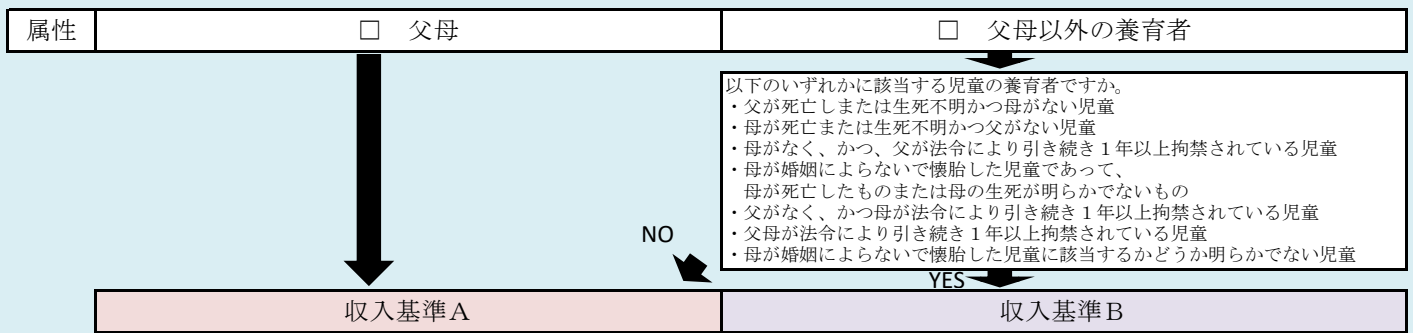 属性
□　父母
□　父母以外の養育者
以下のいずれかに該当する児童の養育者ですか。
・父が死亡しまたは生死不明かつ母がない児童
・母が死亡または生死不明かつ父がない児童
・母がなく、かつ、父が法令により引き続き１年以上拘禁されている児童
・母が婚姻によらないで懐胎した児童であって、
母が死亡したものまたは母の生死が明らかでないもの
・父がなく、かつ母が法令により引き続き１年以上拘禁されている児童
・父母が法令により引き続き１年以上拘禁されている児童
・母が婚姻によらないで懐胎した児童に該当するかどうか明らかでない児童
NO
YES
収入基準Ａ
収入基準Ｂ